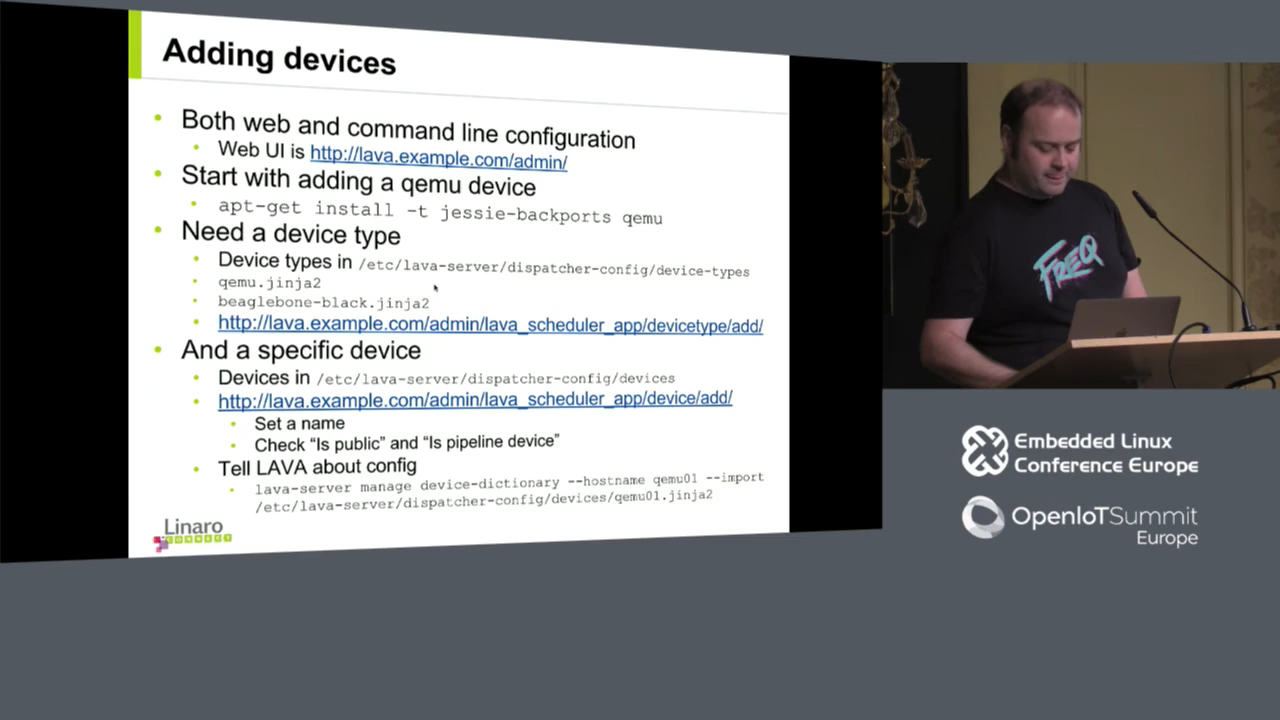 Adding devices
• Both web and command line configuration
• Web UI is http://lava.example.com/admin/
• Start with adding a qemu device
• apt-get install -t jessie-backports qemu
• Need a device type
• Device types in /etc/lava-server/dispatcher-config/device-types
• qemu.jinja2
• beaglebone-black.jinja2
• http://lava.example.com/admin/lava_scheduler_app/devicetype/add/
• And a specific device
• Devices in /etc/lava-server/dispatcher-config/devices
• http://lava.example.com/admin/lava_scheduler_app/device/add/
• Set a name
• Check “Is public” and “Is pipeline device”
• Tell LAVA about config
• lava-server manage device-dictionary --hostname qemu01 --import
/etc/lava-server/dispatcher-config/devices/qemu01.jinja2
Linaro
CONNECT
FREQ
Embedded Linux
Conference Europe
OpenIoTSummit
Europe